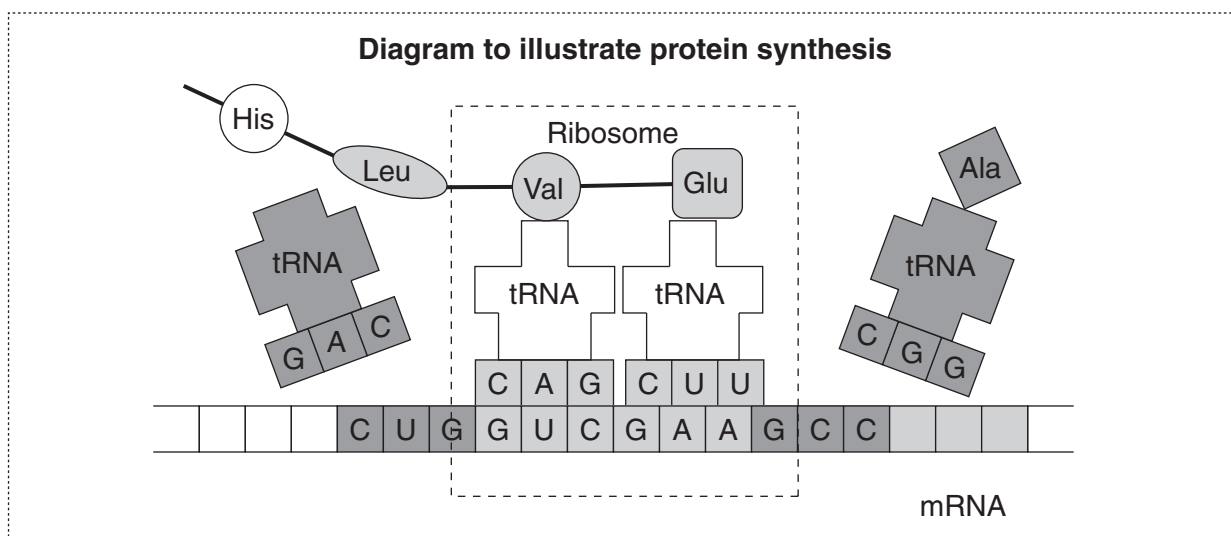 Diagram to illustrate protein synthesis
His
Leu
Ribosome
Val
Glu
Ala
tRNA
tRNA
tRNA
tRNA
G A C
C A G
C U U
C G G
C U G G U C G A A G C C
mRNA